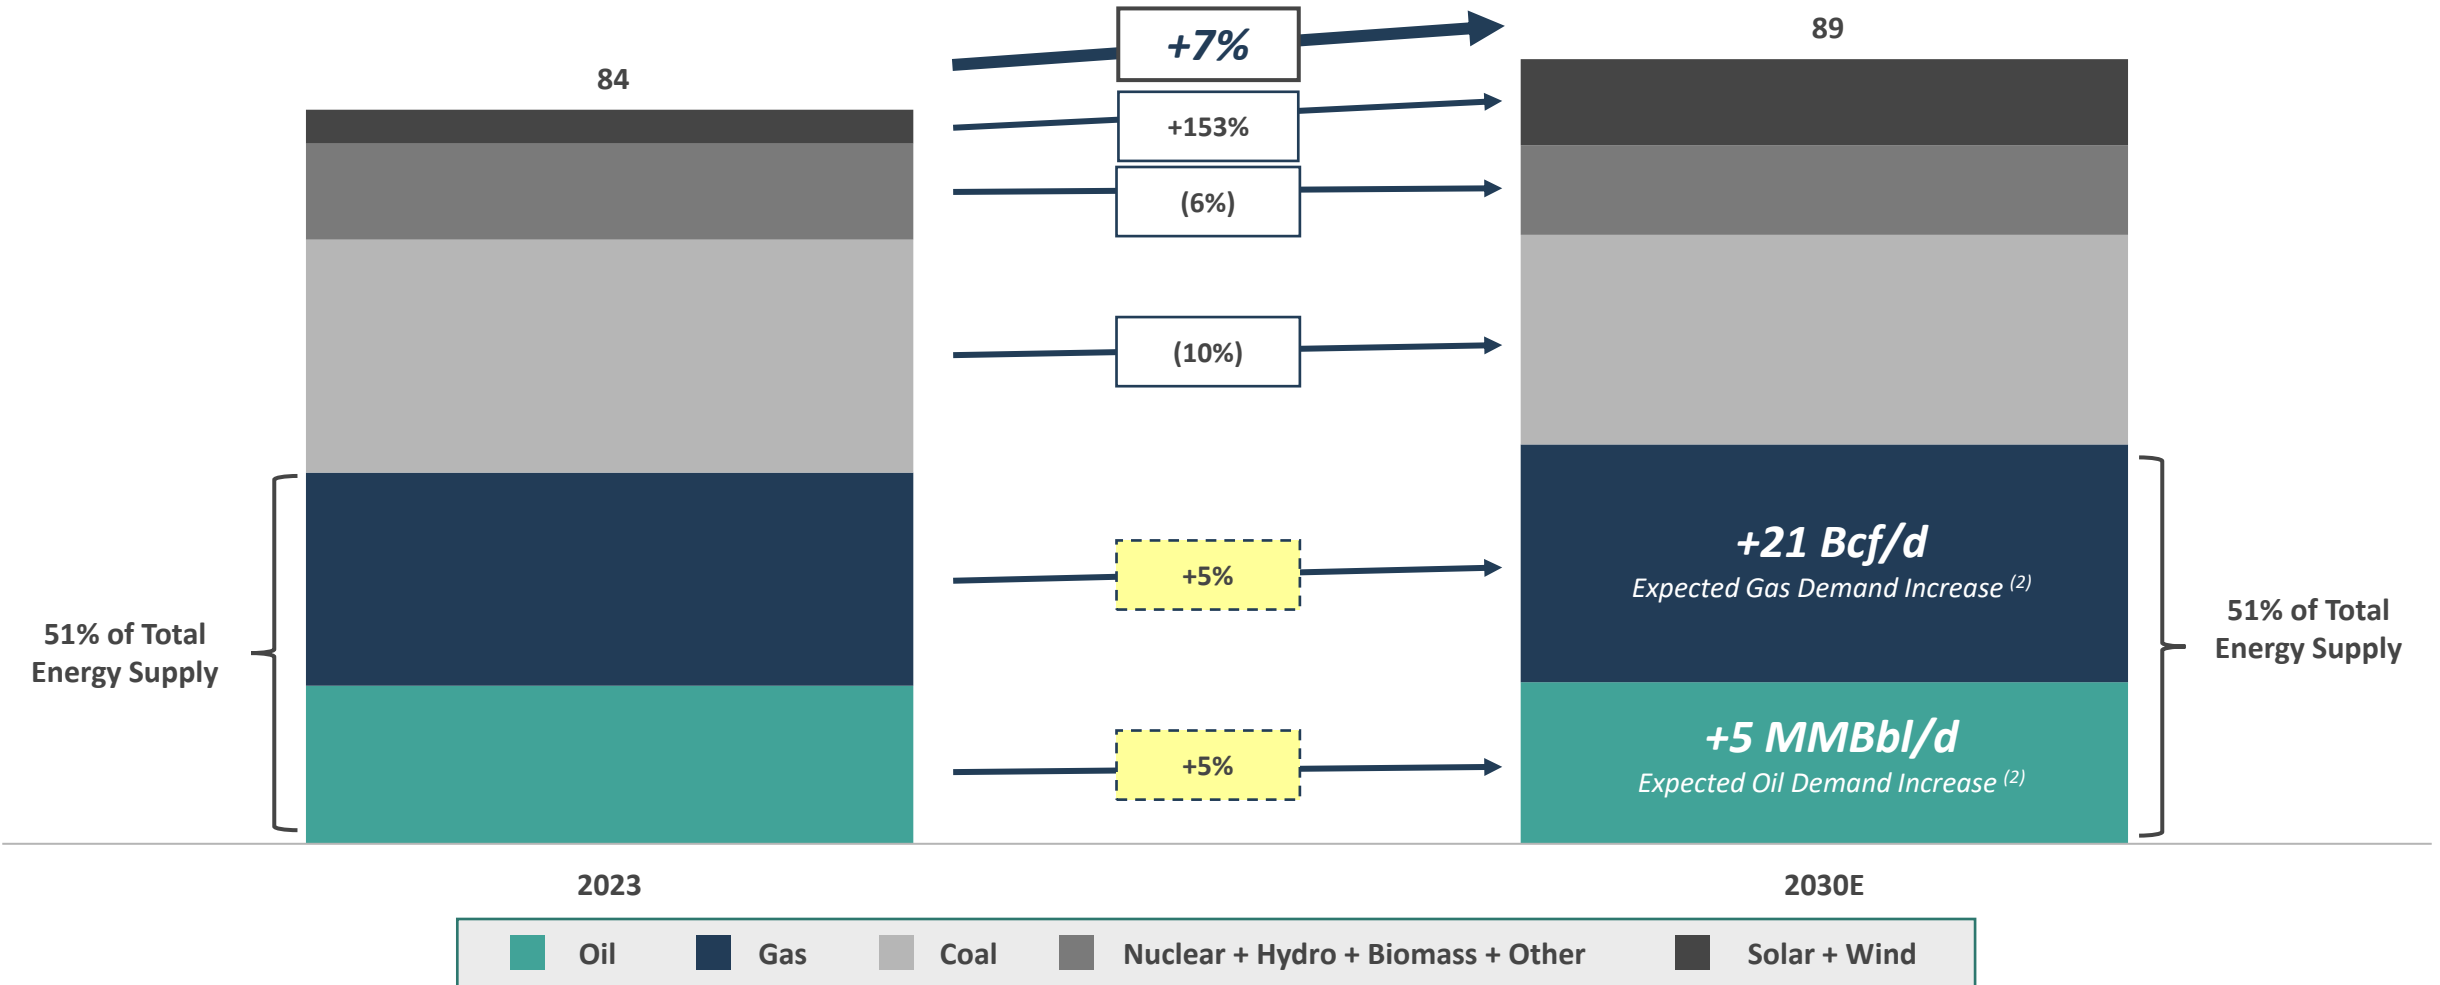 +7%
89
84
+153%
(6%)
(10%)
+21 Bcf/d
Expected Gas Demand Increase (2)
+5%
51% of Total
Energy Supply
51% of Total
Energy Supply
+5 MMBbl/d
Expected Oil Demand Increase (2)
+5%
2023
2030E
Oil
Gas
Coal
Nuclear + Hydro + Biomass + Other
Solar + Wind